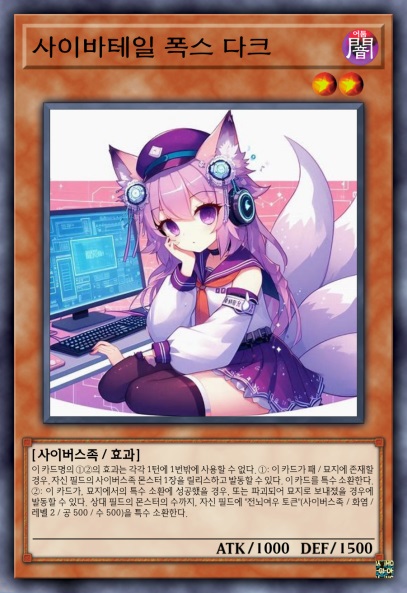 사이바테일 폭스 다크
어둠
闇
[사이버스족 / 효과]
이 카드명의 ①②의 효과는 각각 1턴에 1번밖에 사용할 수 없다. ①: 이 카드가 패 / 묘지에 존재할
경우, 자신 필드의 사이버스족 몬스터 1장을 릴리스하고 발동할 수 있다. 이 카드를 특수 소환한다.
②: 이 카드가, 묘지에서의 특수 소환에 성공했을 경우, 또는 파괴되어 묘지로 보내졌을 경우에
발동할 수 있다. 상대 필드의 몬스터의 수까지, 자신 필드에 "전뇌여우 토큰"(사이버스족 / 화염 /
레벨 2 / 공 500 / 수 500)을 특수 소환한다.
ATK/1000 DEF/1500